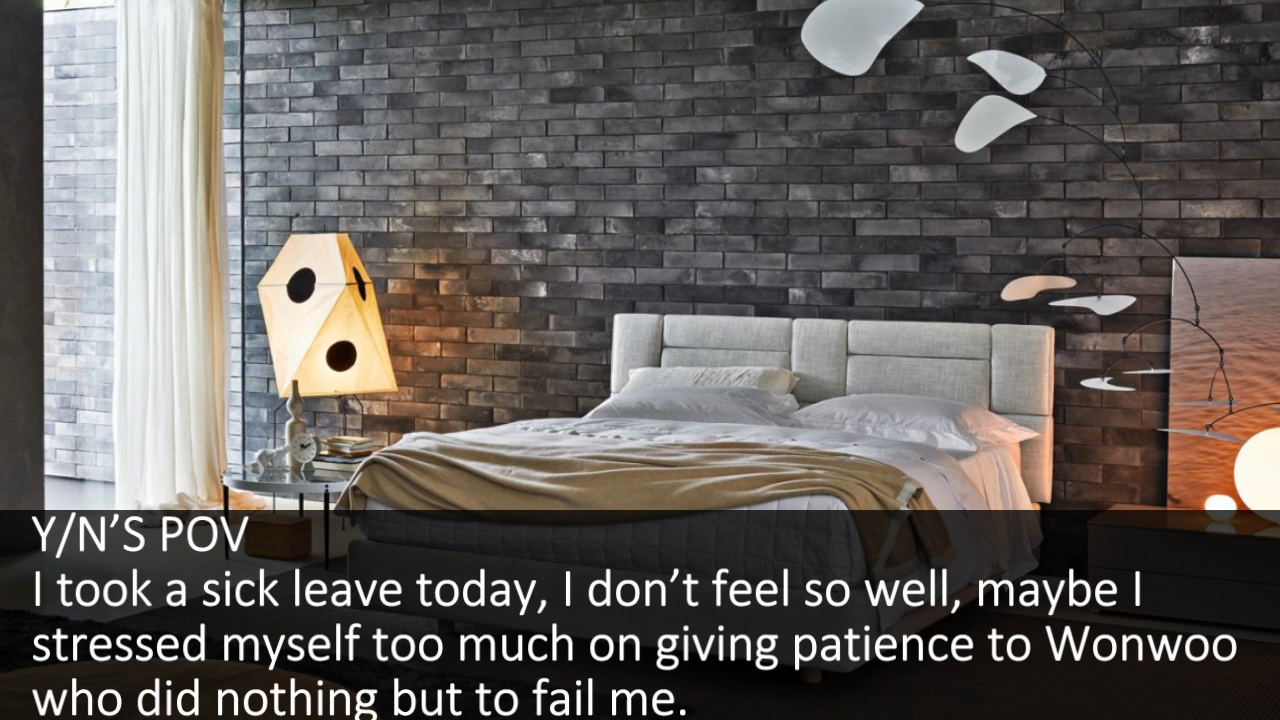 Y/N’S POV
I took a sick leave today, I don’t feel so well, maybe I
stressed myself too much on giving patience to Wonwoo
who did nothing but to fail me.